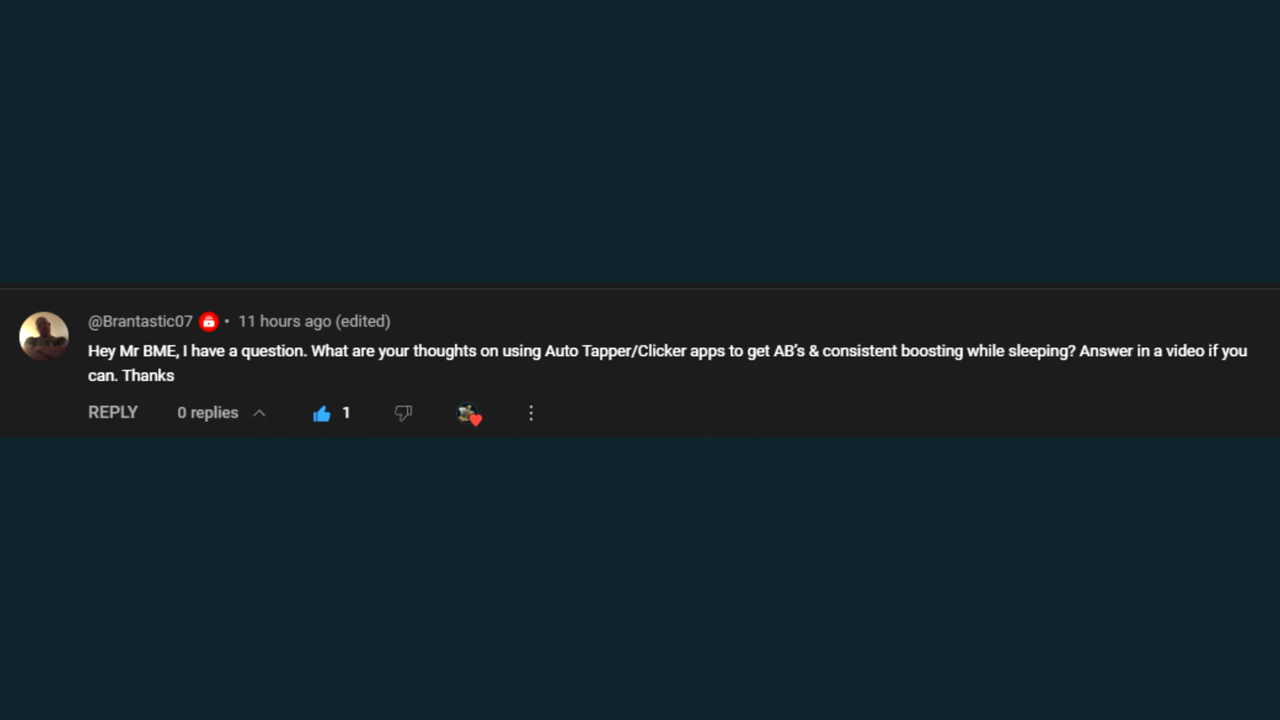 @Brantastic07 • 11 hours ago (edited)
Hey Mr BME, I have a question. What are your thoughts on using Auto Tapper/Clicker apps to get AB's & consistent boosting while sleeping? Answer in a video if you
can. Thanks
REPLY 0 replies 1